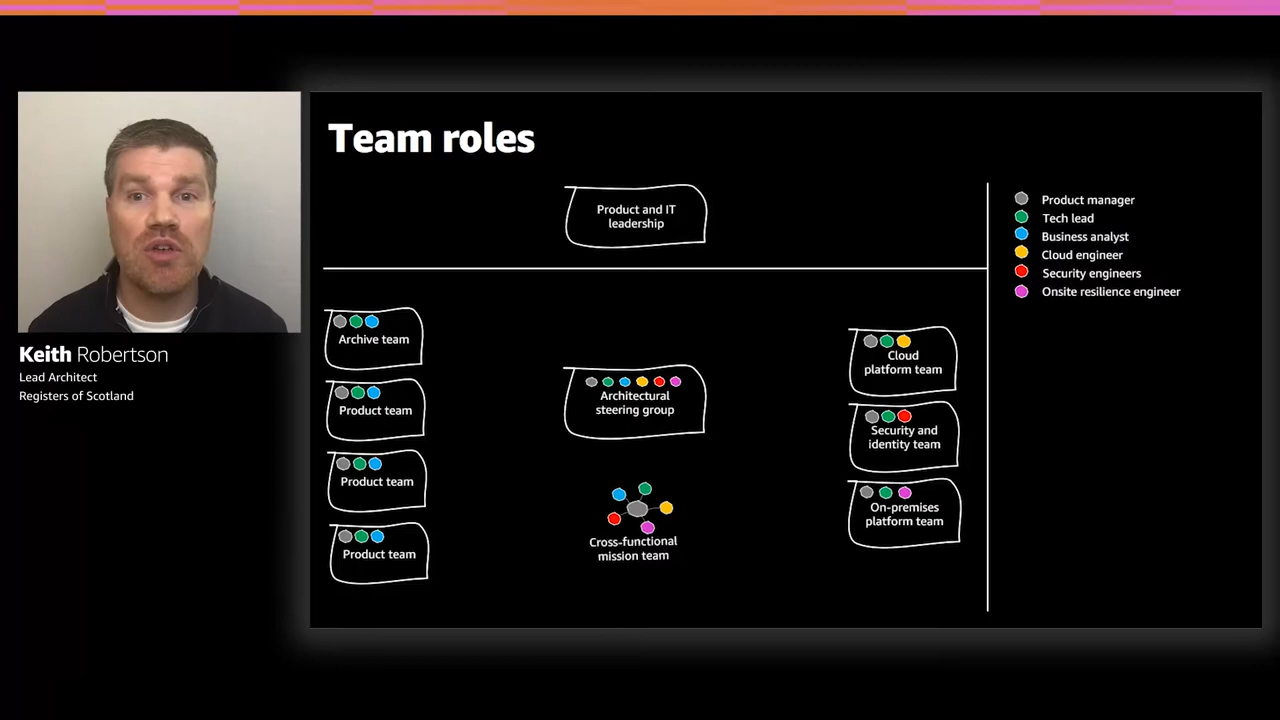 Team roles
Product and IT
leadership
Product manager
Tech lead
Business analyst
Cloud engineer
Security engineers
Onsite resilience engineer
Archive team
Product team
Product team
Product team
Architectural
steering group
Cross-functional
mission team
Cloud
platform team
Security and
identity team
On-premises
platform team
Keith Robertson
Lead Architect
Registers of Scotland